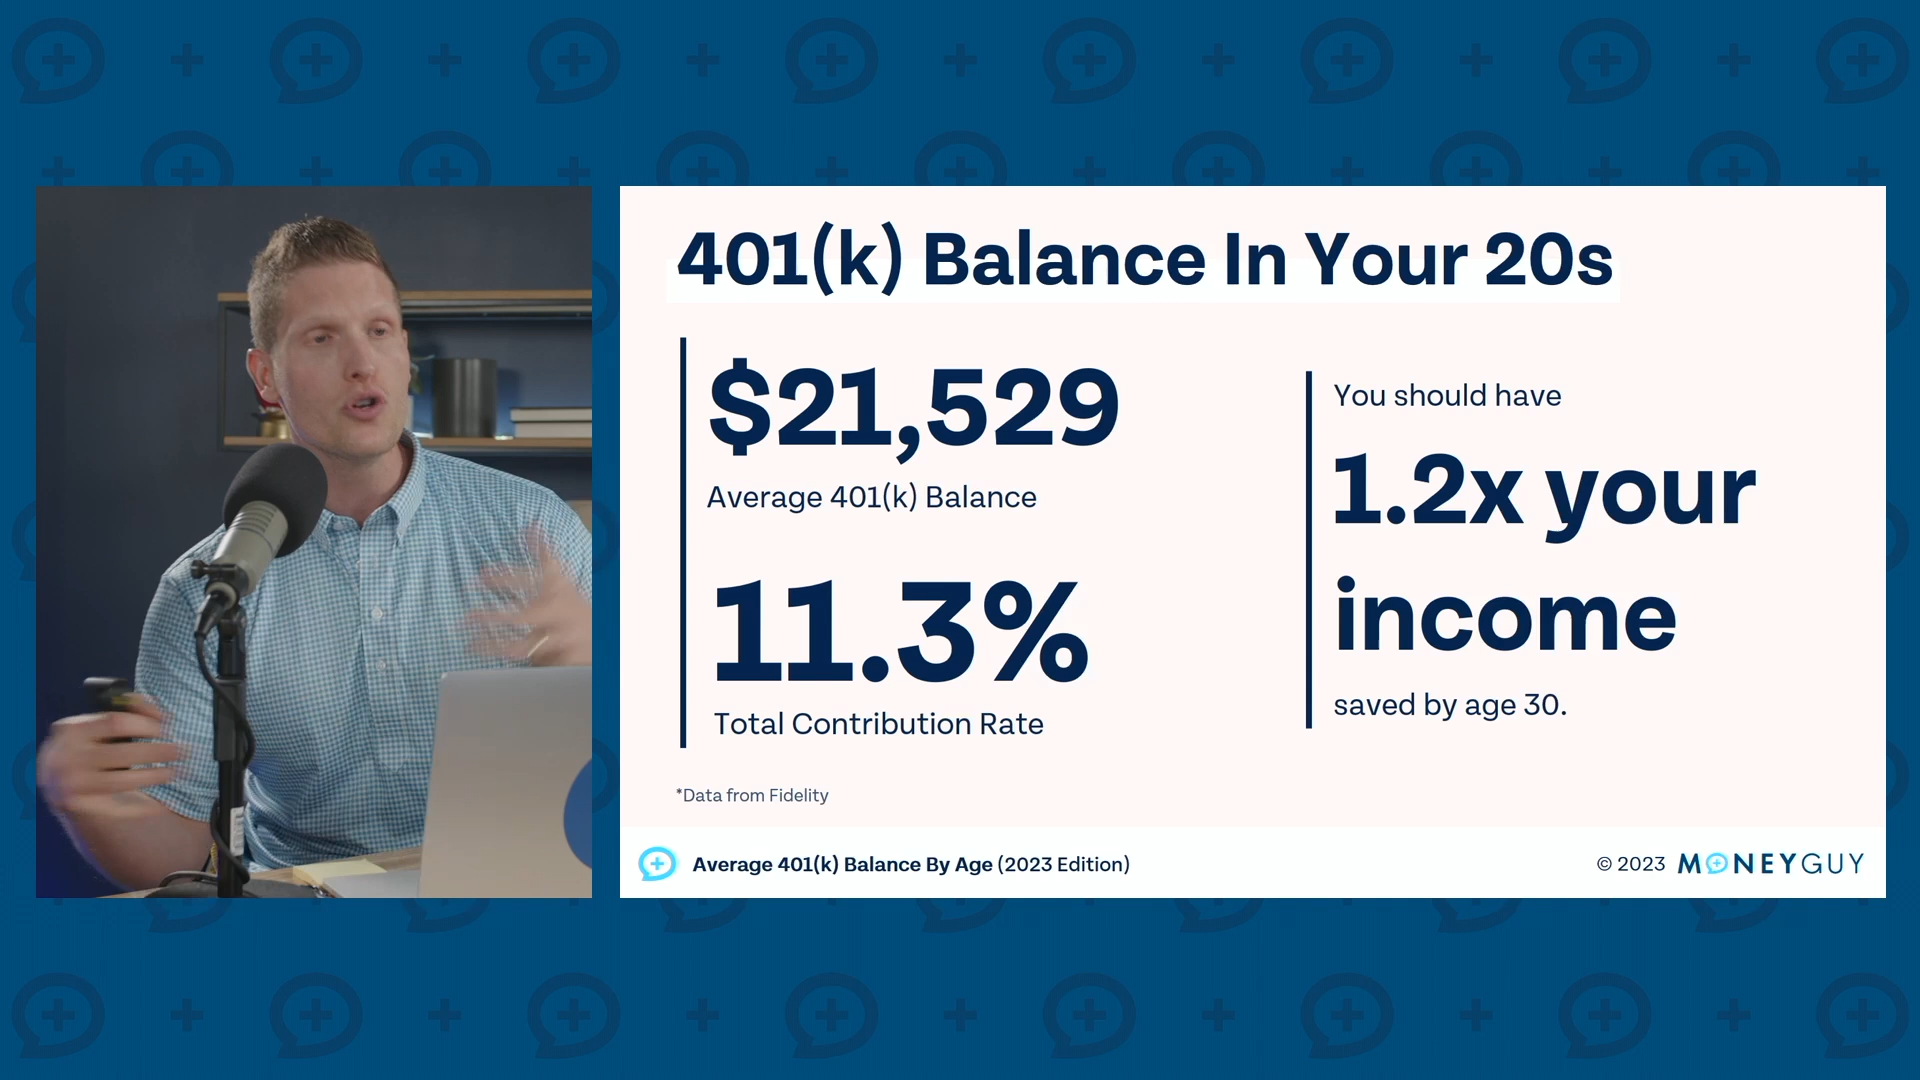 401(k) Balance In Your 20s
$21,529
Average 401(k) Balance
11.3%
Total Contribution Rate
You should have
1.2x your
income
saved by age 30.
*Data from Fidelity
Average 401(k) Balance By Age (2023 Edition)
© 2023 MONEYGUY